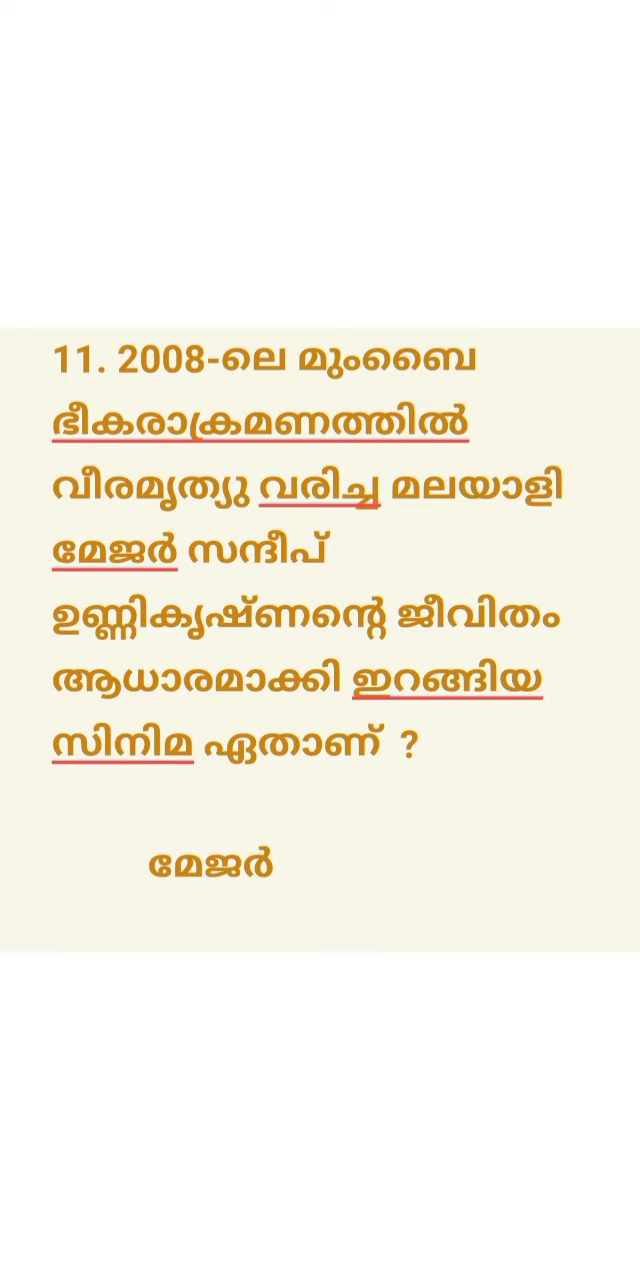 11. 2008-ലെ മുംബൈ
ഭീകരാക്രമണത്തിൽ
വീരമൃത്യു വരിച്ച മലയാളി
മേജർ സന്ദീപ്
ഉണ്ണികൃഷ്ണന്റെ ജീവിതം
ആധാരമാക്കി ഇറങ്ങിയ
സിനിമ ഏതാണ് ?
മേജർ